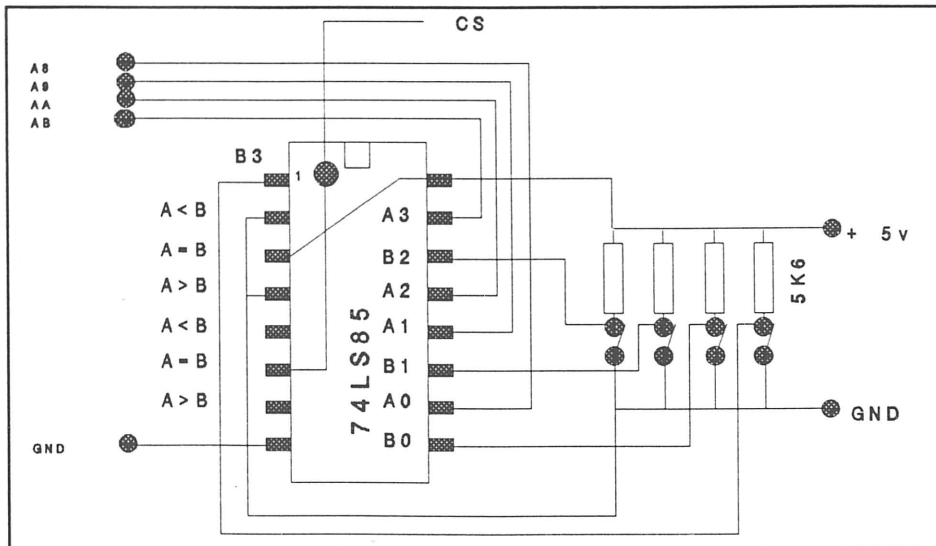 CS
A8
A9
AA
AB
B3
1
A < B
A3
+ 5 v
A = B
B2
A > B
A2
5K6
A < B
A1
74LS85
A = B
B1
A > B
A0
GND
GND
B0